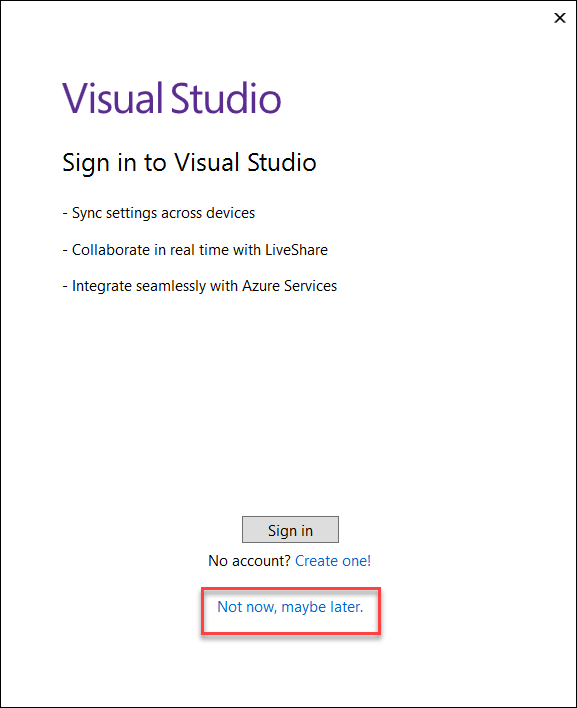 Visual Studio
Sign in to Visual Studio
- Sync settings across devices
- Collaborate in real time with LiveShare
- Integrate seamlessly with Azure Services
Sign in
No account? Create one!
Not now, maybe later.